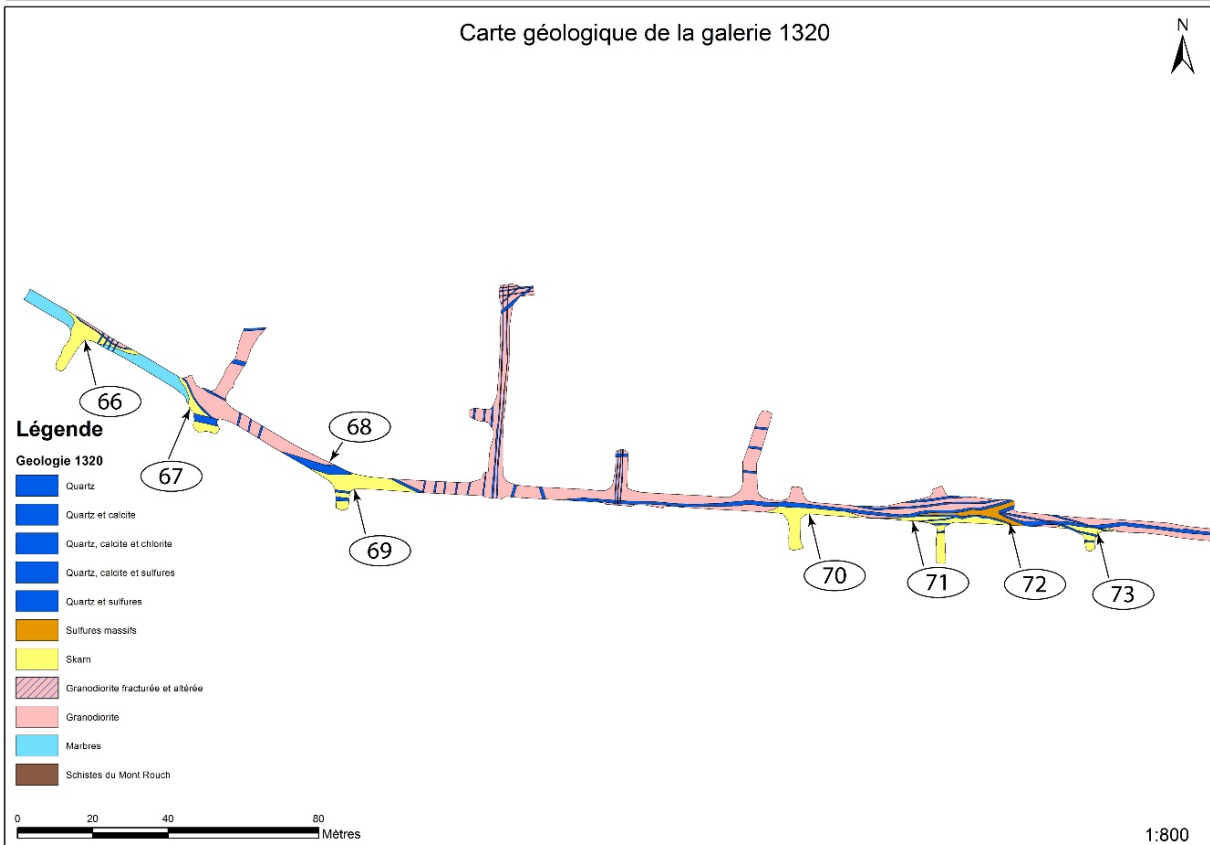 Carte géologique de la galerie 1320
N
66
67
68
69
70
71
72
73
Légende
Geologie 1320
Quartz
Quartz et calcite
Quartz, calcite et chlorite
Quartz, calcite et sulfures
Quartz et sulfures
Sulfures massifs
Skarn
Granodiorite fracturée et altérée
Granodiorite
Marbres
Schistes du Mont Rouch
0 20 40 80
Mètres
1:800